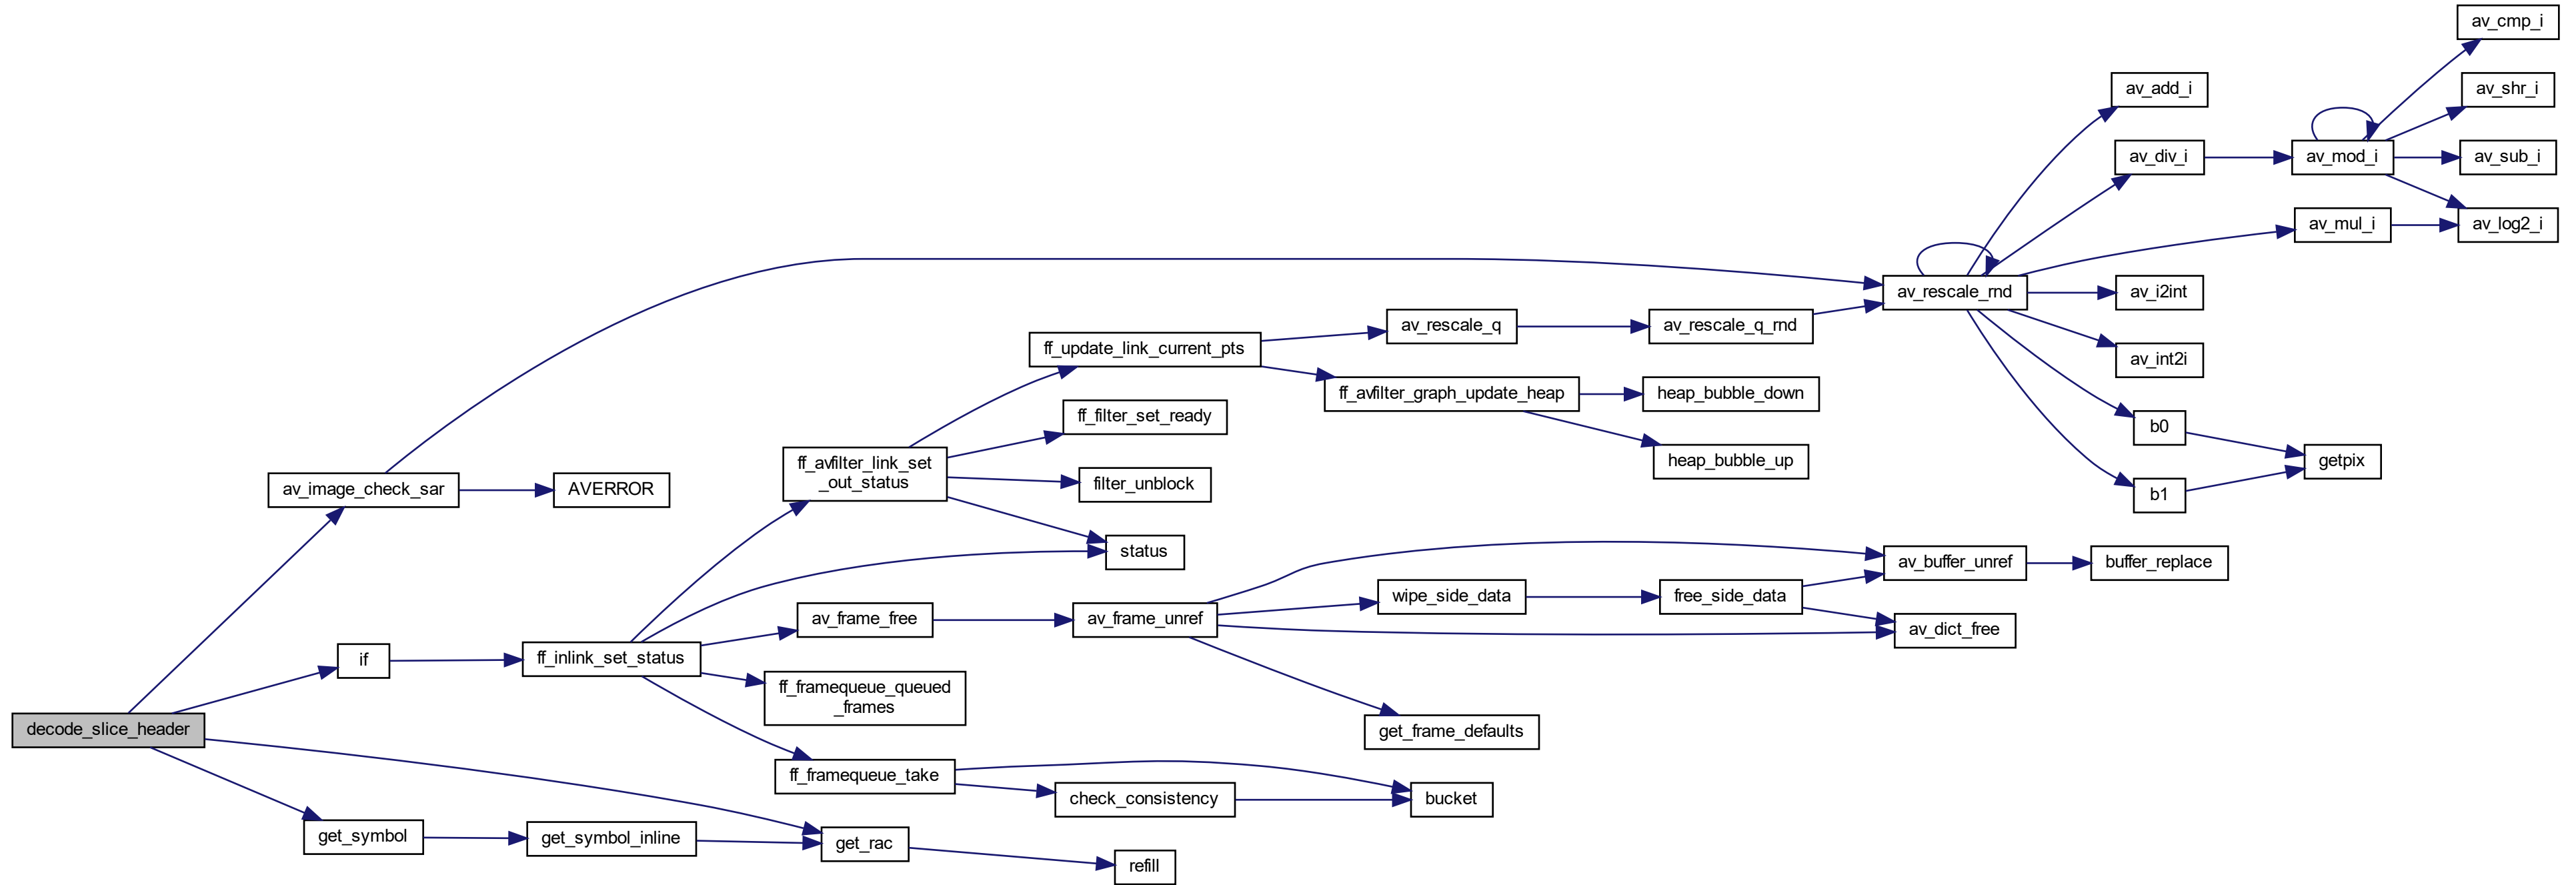 av_cmp_i
av_add_i
av_shr_i
av_div_i
av_mod_i
av_sub_i
av_mul_i
av_log2_i
av_rescale_rnd
av_i2int
av_rescale_q
av_rescale_q_rnd
ff_update_link_current_pts
av_int2i
ff_avfilter_graph_update_heap
heap_bubble_down
ff_filter_set_ready
b0
ff_avfilter_link_set
_out_status
heap_bubble_up
getpix
av_image_check_sar
AVERROR
filter_unblock
b1
status
av_buffer_unref
buffer_replace
wipe_side_data
free_side_data
av_frame_free
av_frame_unref
av_dict_free
if
ff_inlink_set_status
ff_framequeue_queued
_frames
decode_slice_header
get_frame_defaults
ff_framequeue_take
check_consistency
bucket
get_symbol
get_symbol_inline
get_rac
refill